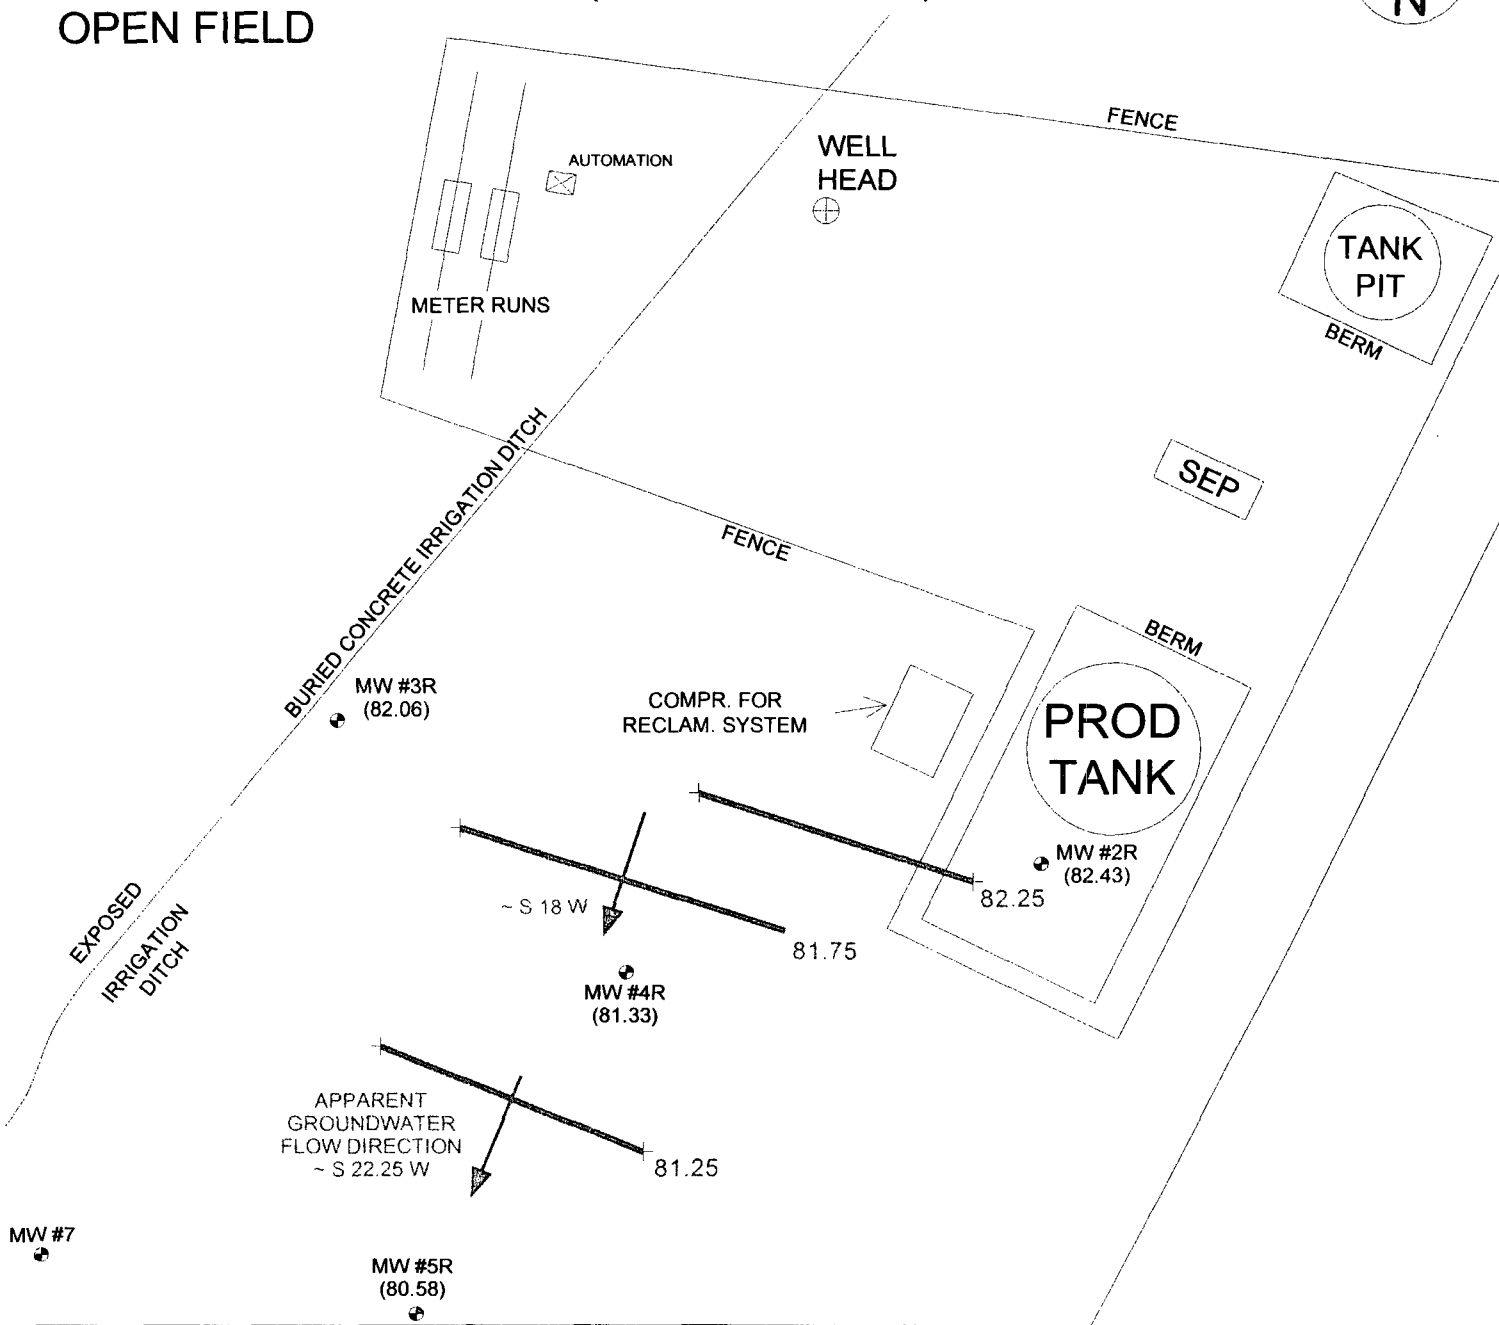 OPEN FIELD
N
FENCE
WELL
HEAD
AUTOMATION
TANK
PIT
METER RUNS
BERM
BURIED CONCRETE IRRIGATION DITCH
SEP
FENCE
BERM
MW #3R
(82.06)
COMPR. FOR
RECLAM. SYSTEM
PROD
TANK
MW #2R
(82.43)
82.25
~ S 18 W
81.75
EXPOSED
IRRIGATION
DITCH
MW #4R
(81.33)
APPARENT
GROUNDWATER
FLOW DIRECTION
~ S 22.25 W
81.25
MW #7
MW #5R
(80.58)